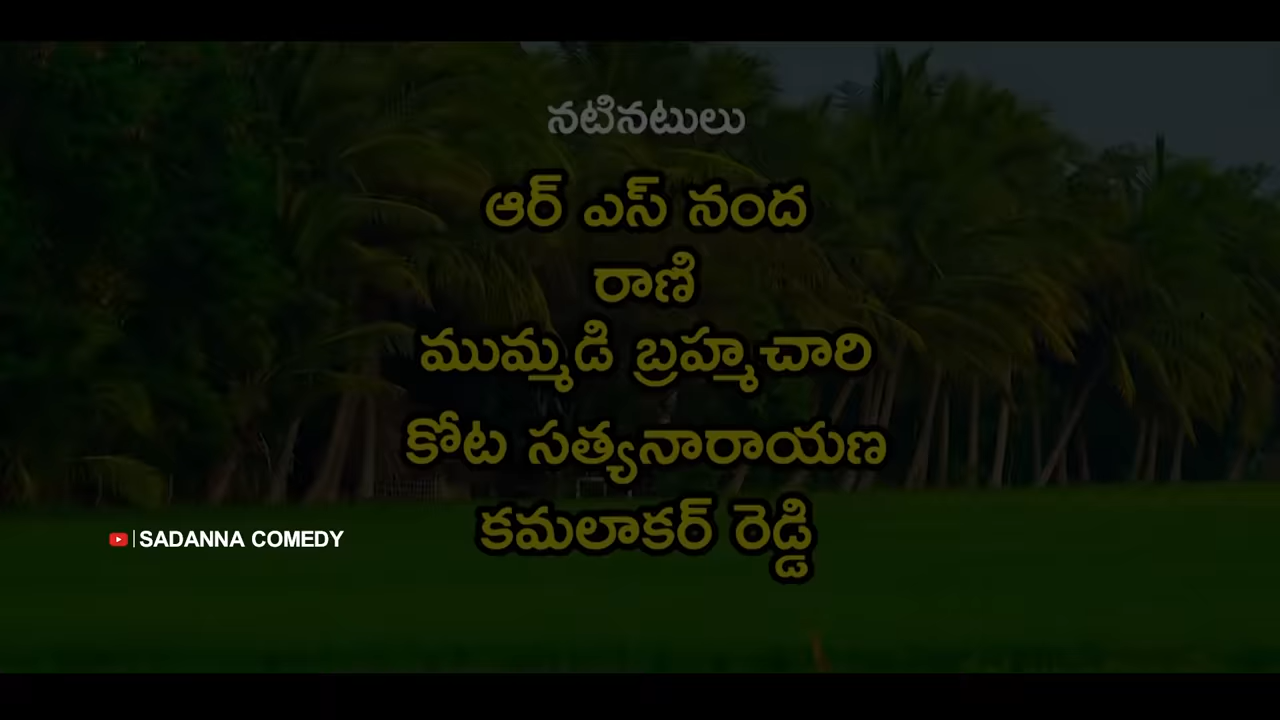 నటినటులు
ఆర్ ఎస్ నంద
రాణి
ముమ్మడి బ్రహ్మచారి
కోట సత్యనారాయణ
కమలాకర్ రెడ్డి
SADANNA COMEDY